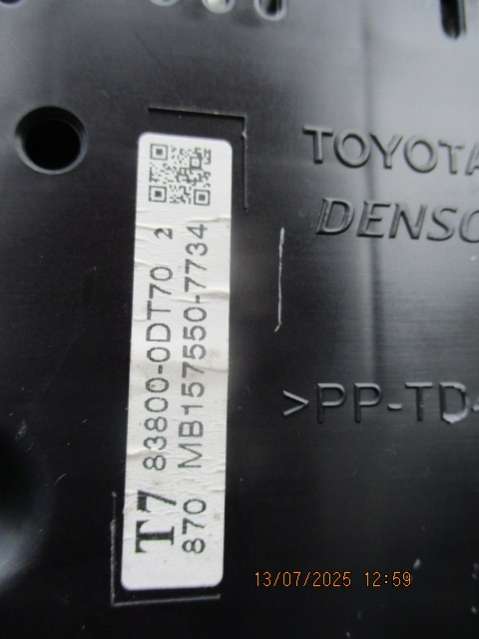 TOYOTA
DENSO
>PP-TD-
T7 83800-0DT70 2
870 MB157550-7734
13/07/2025 12:59